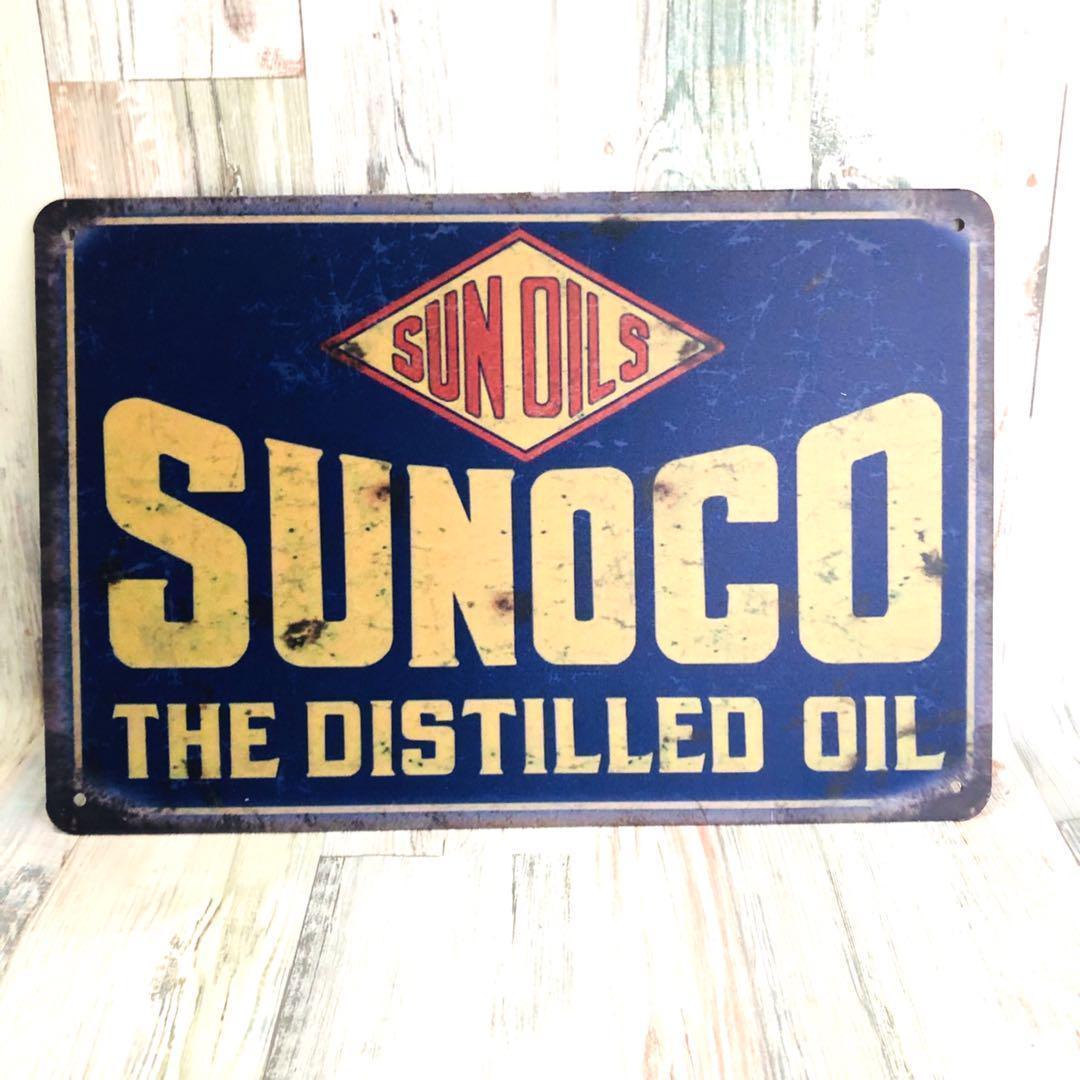 SUN OILS
SUNOCO
THE DISTILLED OIL